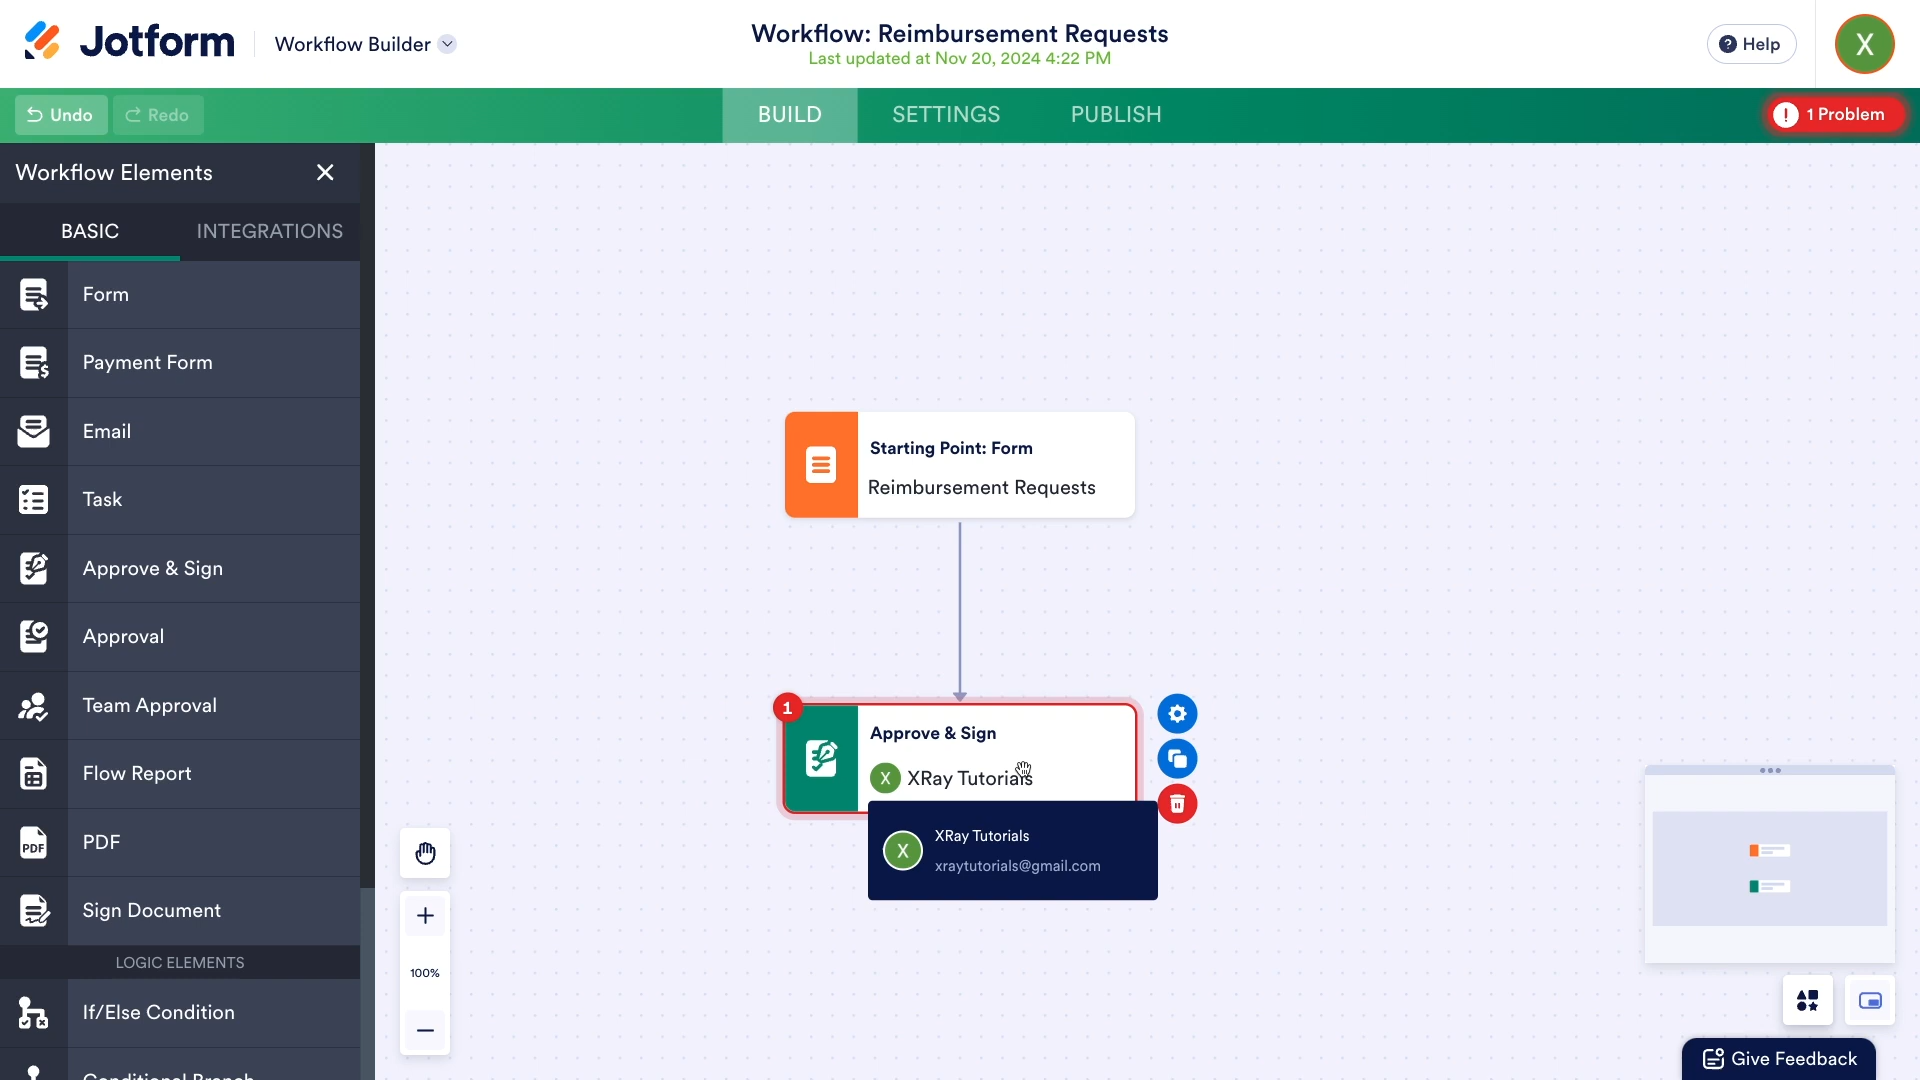 Jotform
Workflow Builder
Workflow: Reimbursement Requests
Last updated at Nov 20, 2024 4:22 PM
Help
X
Undo
Redo
BUILD
SETTINGS
PUBLISH
! 1 Problem
Workflow Elements
BASIC
INTEGRATIONS
Form
Payment Form
Email
Task
Approve & Sign
Approval
Team Approval
Flow Report
PDF
PDF
Sign Document
LOGIC ELEMENTS
If/Else Condition
Conditional Branch
Starting Point: Form
Reimbursement Requests
1
Approve & Sign
X XRay Tutorials
X
XRay Tutorials
xraytutorials@gmail.com
100%
Give Feedback